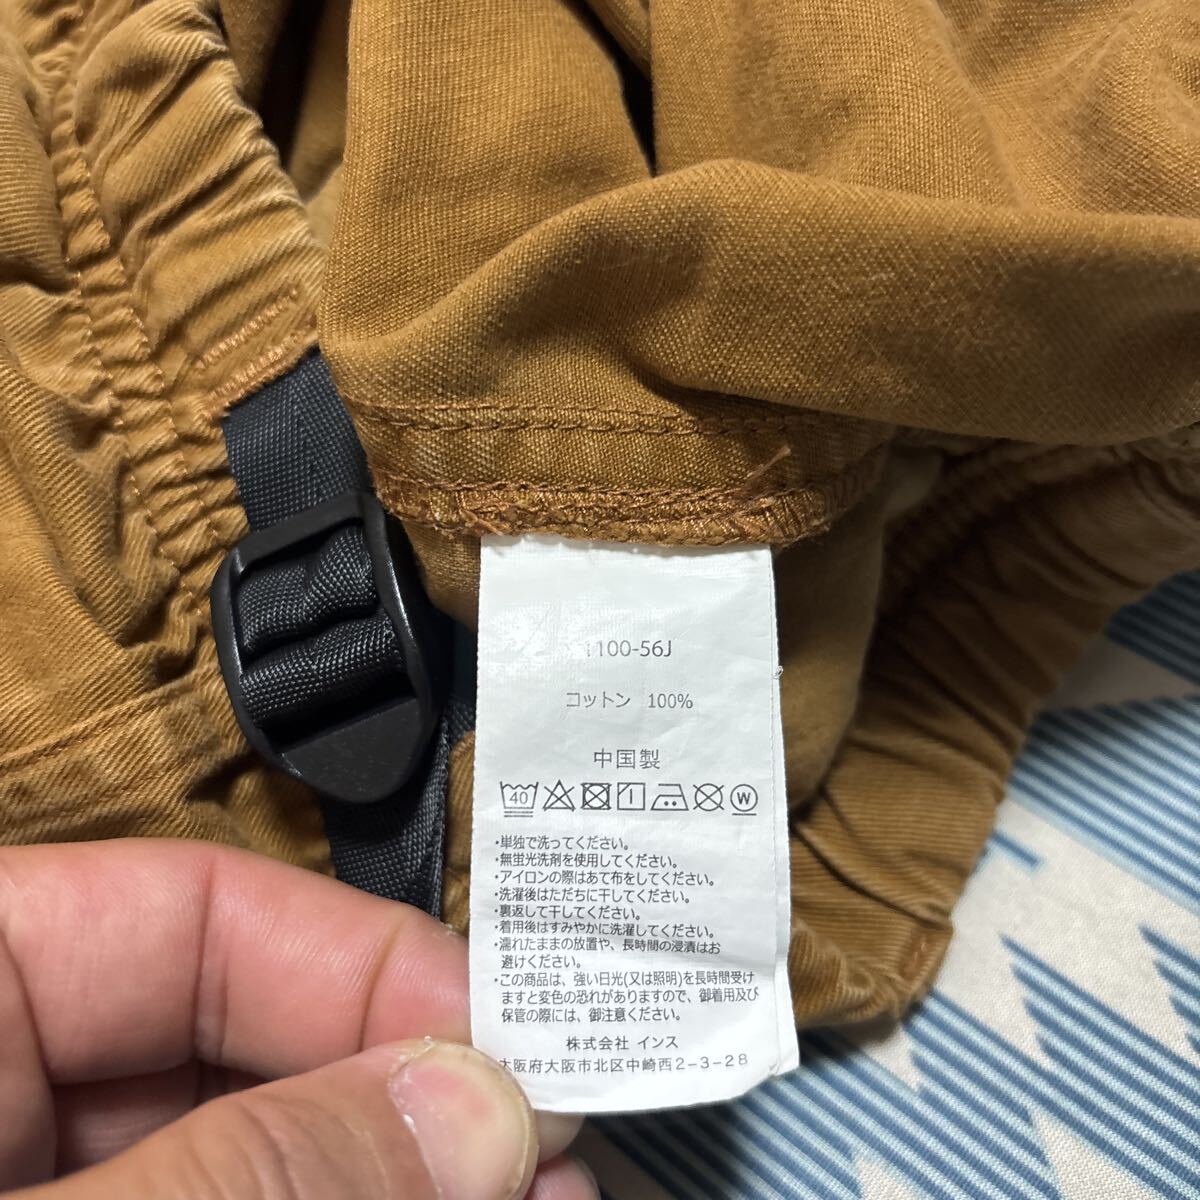 100-56J
コットン 100%
中国製
40 W
・単独で洗ってください。
・無蛍光洗剤を使用してください。
・アイロンの際はあて布をしてください。
・洗濯後はただちに干してください。
・裏返して干してください。
・着用後はすみやかに洗濯してください。
・濡れたままの放置や、長時間の浸漬はお
避けください。
・この商品は、強い日光(又は照明)を長時間受け
ますと変色の恐れがありますので、御着用及び
保管の際には、御注意ください。
株式会社 インス
大阪府大阪市北区中崎西2-3-28